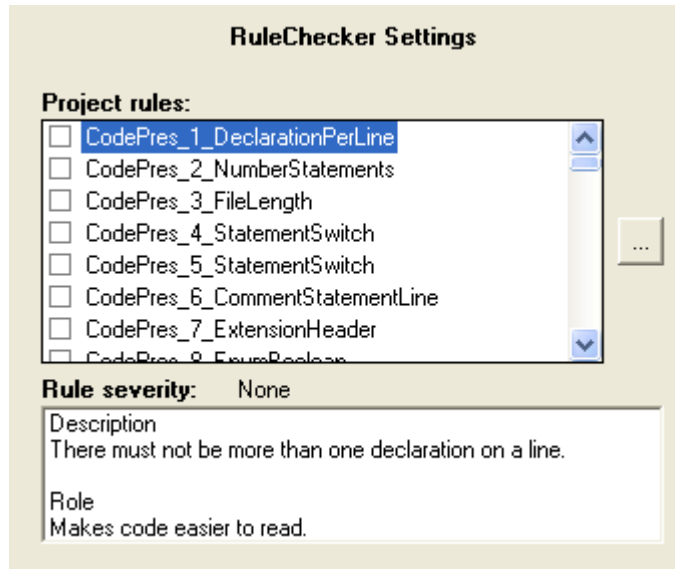 RuleChecker Settings
Project rules:
CodePres_1_DeclarationPerLine
CodePres_2_NumberStatements
CodePres_3_FileLength
CodePres_4_StatementSwitch
CodePres_5_StatementSwitch
CodePres_6_CommentStatementLine
CodePres_7_ExtensionHeader
CodePres_8_EnumBoolean
...
Rule severity: None
Description
There must not be more than one declaration on a line.
Role
Makes code easier to read.